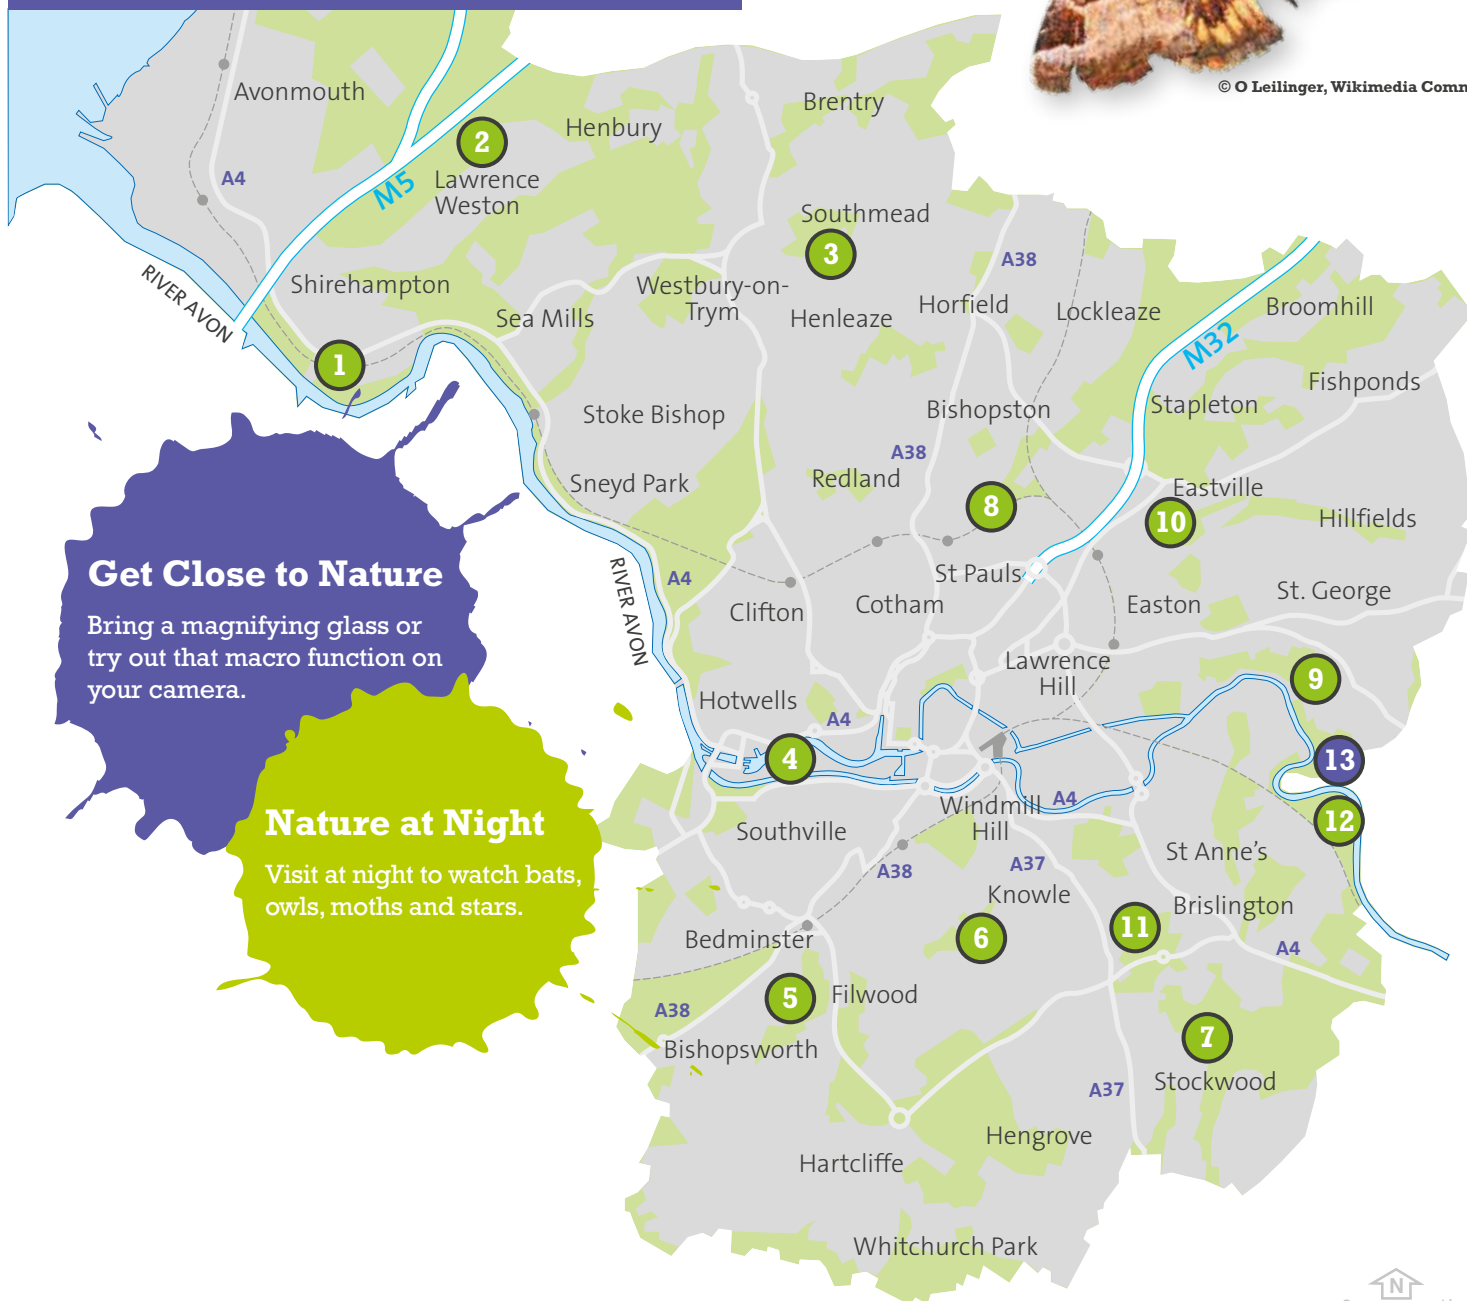 © O Leilinger, Wikimedia Comm
Avonmouth
Brentry
Henbury
2
A4
M5
Lawrence
Weston
Southmead
3
A38
RIVER AVON
Shirehampton
Westbury-on-
Trym
Sea Mills
Henleaze
Horfield
Lockleaze
Broomhill
M32
1
Fishponds
Stoke Bishop
Bishopston
Stapleton
A38
Sneyd Park
Redland
Eastville
8
10
Hillfields
Get Close to Nature
Bring a magnifying glass or
try out that macro function on
your camera.
RIVER AVON
A4
St Pauls
Clifton
Cotham
Easton
St. George
Lawrence
Hill
9
Hotwells
A4
4
13
Windmill
Hill
A4
12
Nature at Night
Visit at night to watch bats,
owls, moths and stars.
Southville
St Anne's
A38
A37
Knowle
Brislington
Bedminster
6
11
A4
5
Filwood
A38
Bishopsworth
7
Stockwood
A37
Hengrove
Hartcliffe
Whitchurch Park
N